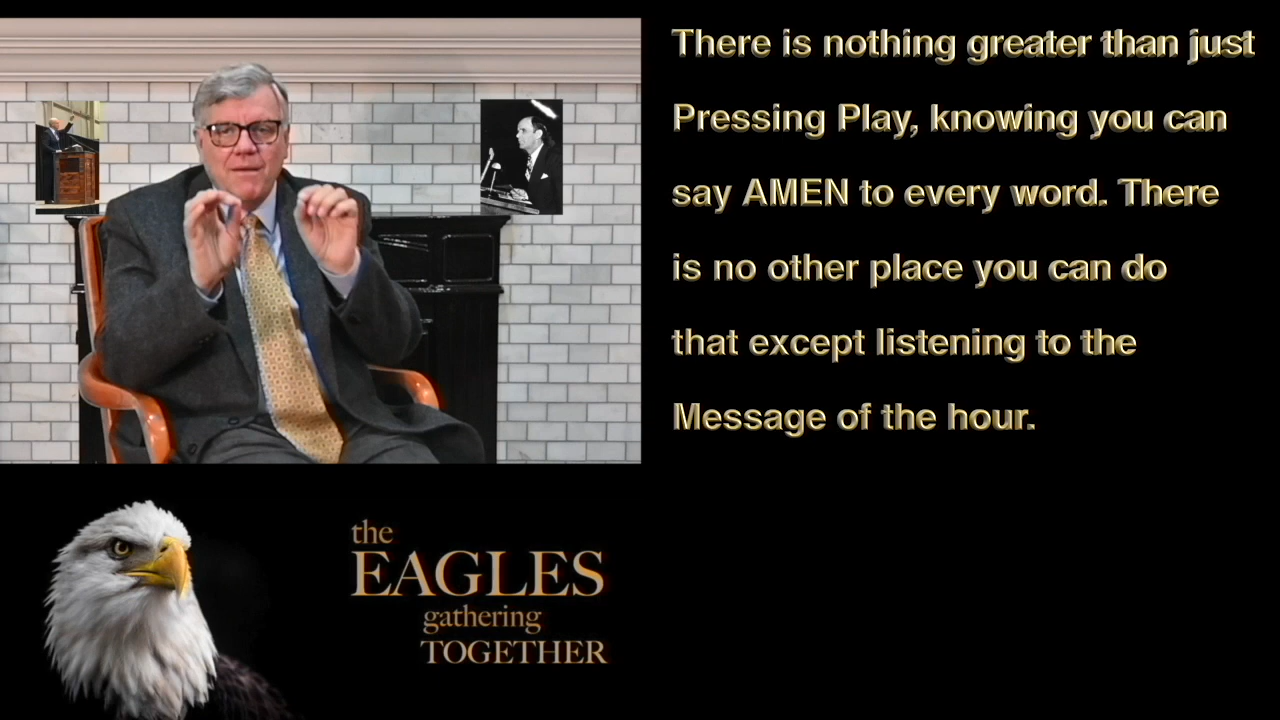 There is nothing greater than just
Pressing Play, knowing you can
say AMEN to every word. There
is no other place you can do
that except listening to the
Message of the hour.
the
EAGLES
gathering
TOGETHER